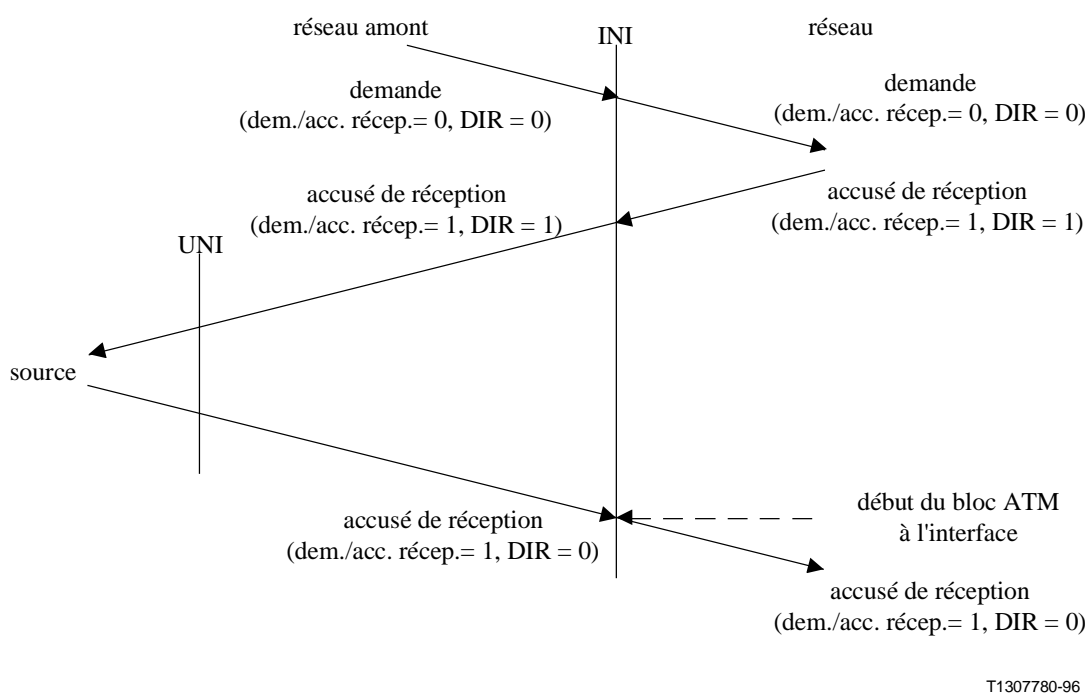 réseau amont
INI
réseau
demande
(dem./acc. récep.= 0, DIR = 0)
demande
(dem./acc. récep.= 0, DIR = 0)
accusé de réception
(dem./acc. récep.= 1, DIR = 1)
accusé de réception
(dem./acc. récep.= 1, DIR = 1)
UNI
source
accusé de réception
(dem./acc. récep.= 1, DIR = 0)
début du bloc ATM
à l'interface
accusé de réception
(dem./acc. récep.= 1, DIR = 0)
T1307780-96